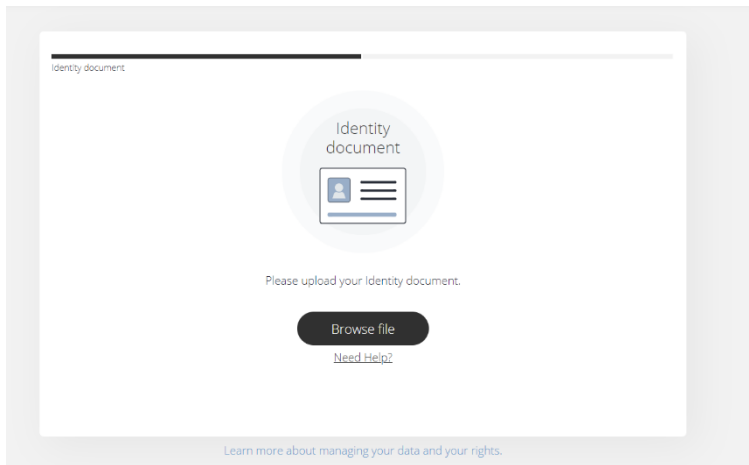 Identity document
Identity
document
Please upload your Identity document.
Browse file
Need Help?
Learn more about managing your data and your rights.